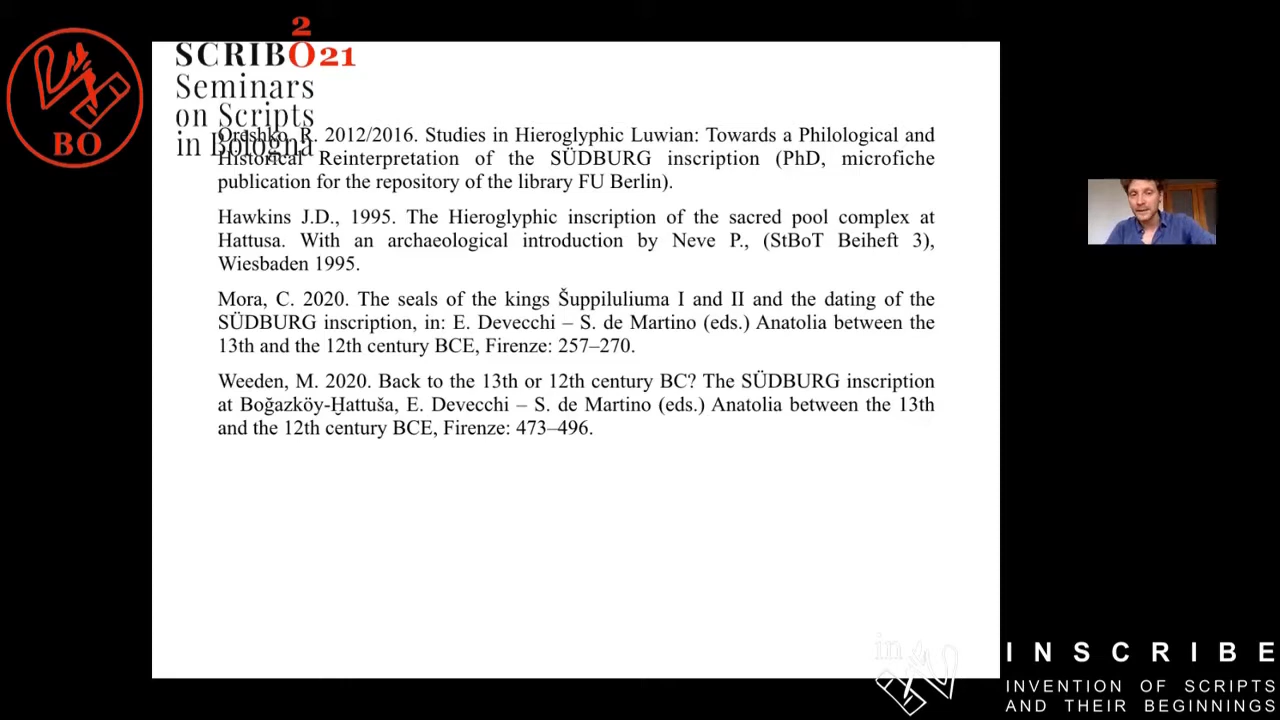 2
SCRIBO21
Seminars
on Scripts
in Bologna
BO
Oreshko, R. 2012/2016. Studies in Hieroglyphic Luwian: Towards a Philological and
Historical Reinterpretation of the SÜDBURG inscription (PhD, microfiche
publication for the repository of the library FU Berlin).
Hawkins J.D., 1995. The Hieroglyphic inscription of the sacred pool complex at
Hattusa. With an archaeological introduction by Neve P., (StBoT Beiheft 3),
Wiesbaden 1995.
Mora, C. 2020. The seals of the kings Šuppiluliuma I and II and the dating of the
SÜDBURG inscription, in: E. Devecchi – S. de Martino (eds.) Anatolia between the
13th and the 12th century BCE, Firenze: 257–270.
Weeden, M. 2020. Back to the 13th or 12th century BC? The SÜDBURG inscription
at Boğazköy-Ḫattuša, E. Devecchi – S. de Martino (eds.) Anatolia between the 13th
and the 12th century BCE, Firenze: 473–496.
in
INSCRIBE
INVENTION OF SCRIPTS
AND THEIR BEGINNINGS